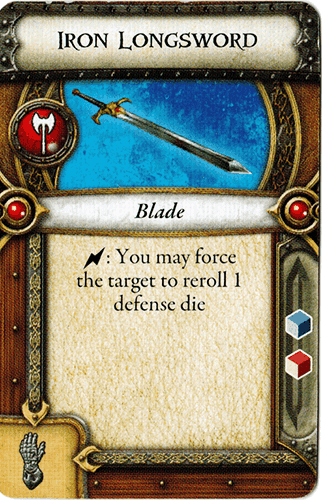 Iron Longsword
Blade
: You may force
the target to reroll 1
defense die